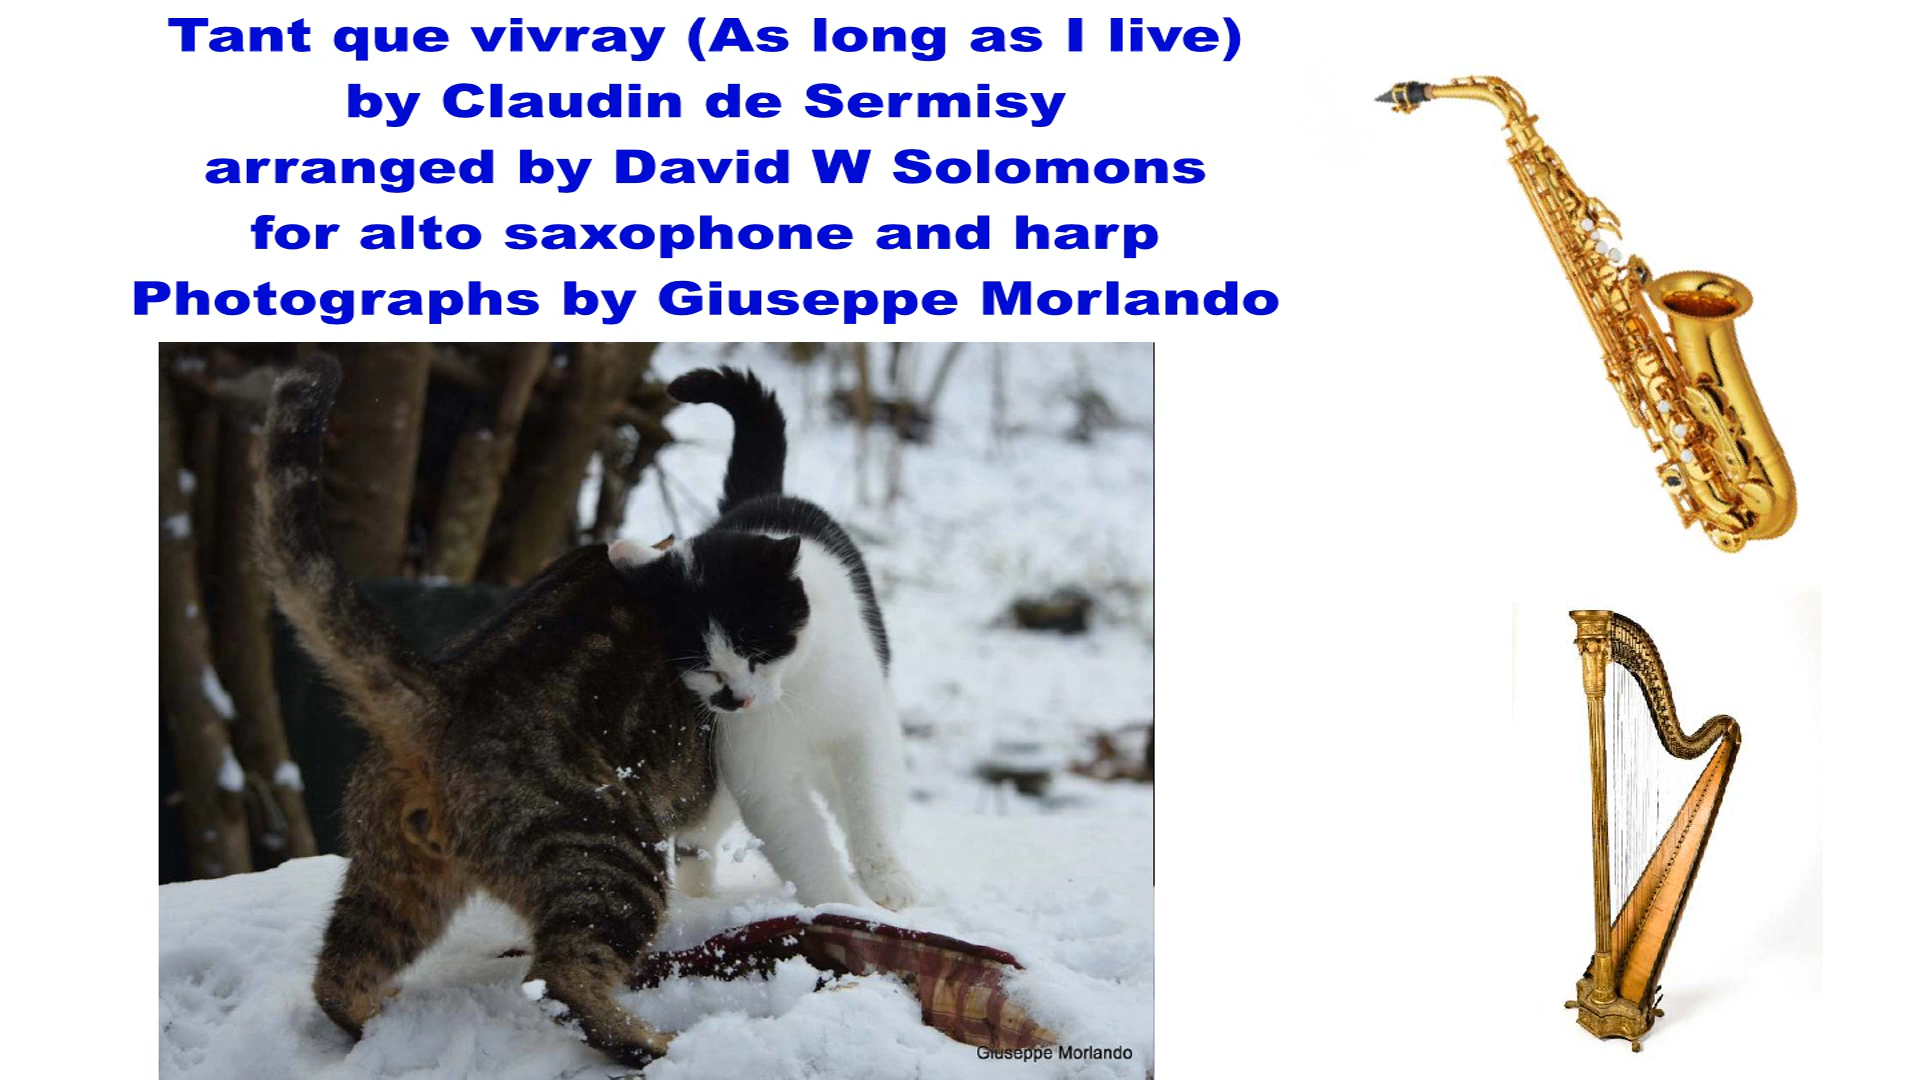 Tant que vivray (As long as I live)
by Claudin de Sermisy
arranged by David W Solomons
for alto saxophone and harp
Photographs by Giuseppe Morlando
Giuseppe Morlando